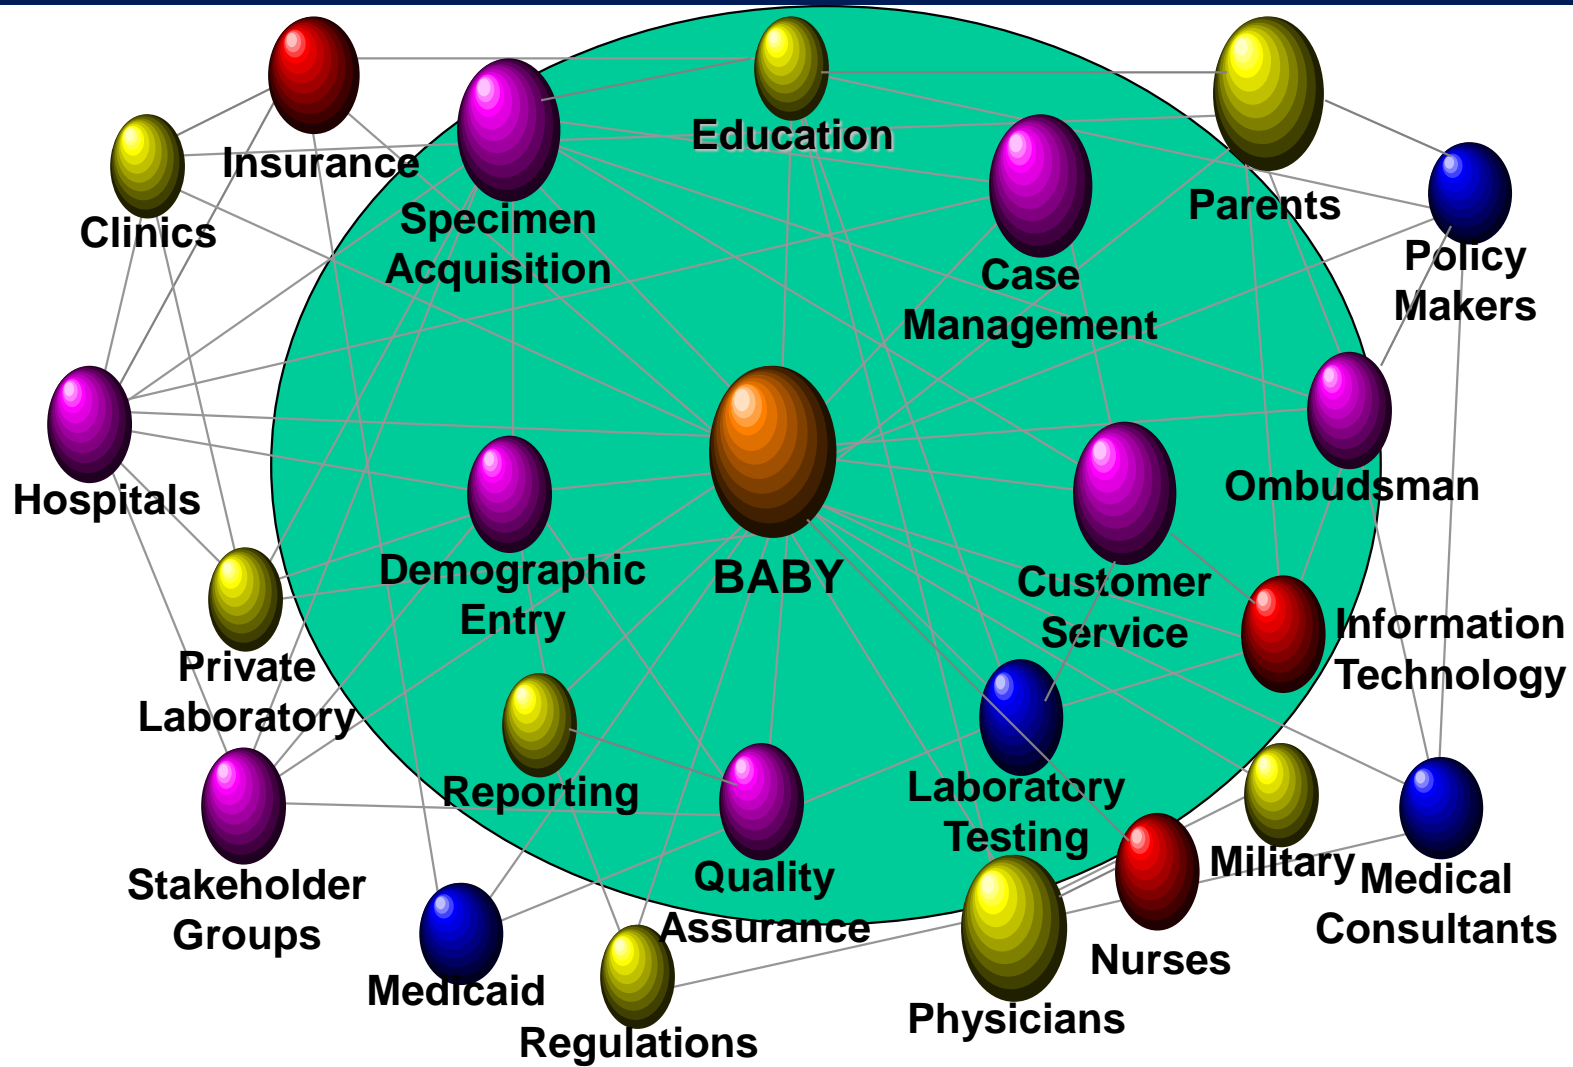 Education
Insurance
Parents
Specimen
Acquisition
Clinics
Policy
Makers
Case
Management
Ombudsman
Hospitals
Demographic
Entry
BABY
Customer
Service
Information
Technology
Private
Laboratory
Reporting
Laboratory
Testing
Military
Medical
Consultants
Quality
Assurance
Stakeholder
Groups
Nurses
Medicaid
Physicians
Regulations